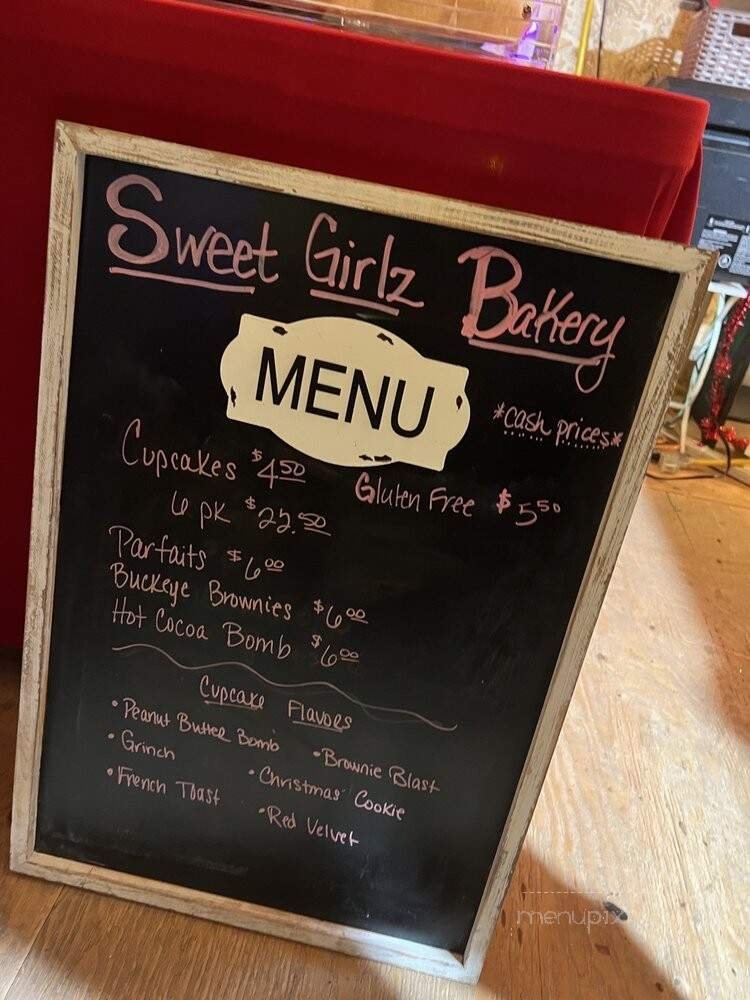 Sweet Girlz Bakery
MENU
*cash prices*
Cupcakes $4.50
Gluten Free $5.50
6 pk $22.50
Parfaits $6.00
Buckeye Brownies $6.00
Hot Cocoa Bomb $6.00
Cupcake Flavors
• Peanut Butter Bomb
• Brownie Blast
• Grinch
• Christmas Cookie
• French Toast
• Red Velvet
menupix